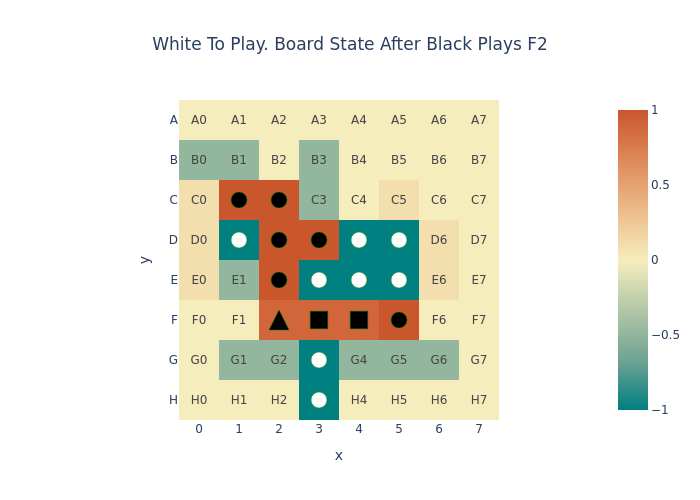 White To Play. Board State After Black Plays F2
A A0 A1 A2 A3 A4 A5 A6 A7
B B0 B1 B2 B3 B4 B5 B6 B7
C C0 C3 C4 C5 C6 C7
D D0 D6 D7
E E0 E1 E6 E7
F F0 F1 F6 F7
G G0 G1 G2 G4 G5 G6 G7
H H0 H1 H2 H4 H5 H6 H7
0 1 2 3 4 5 6 7
x
y
1
0.5
0
−0.5
−1